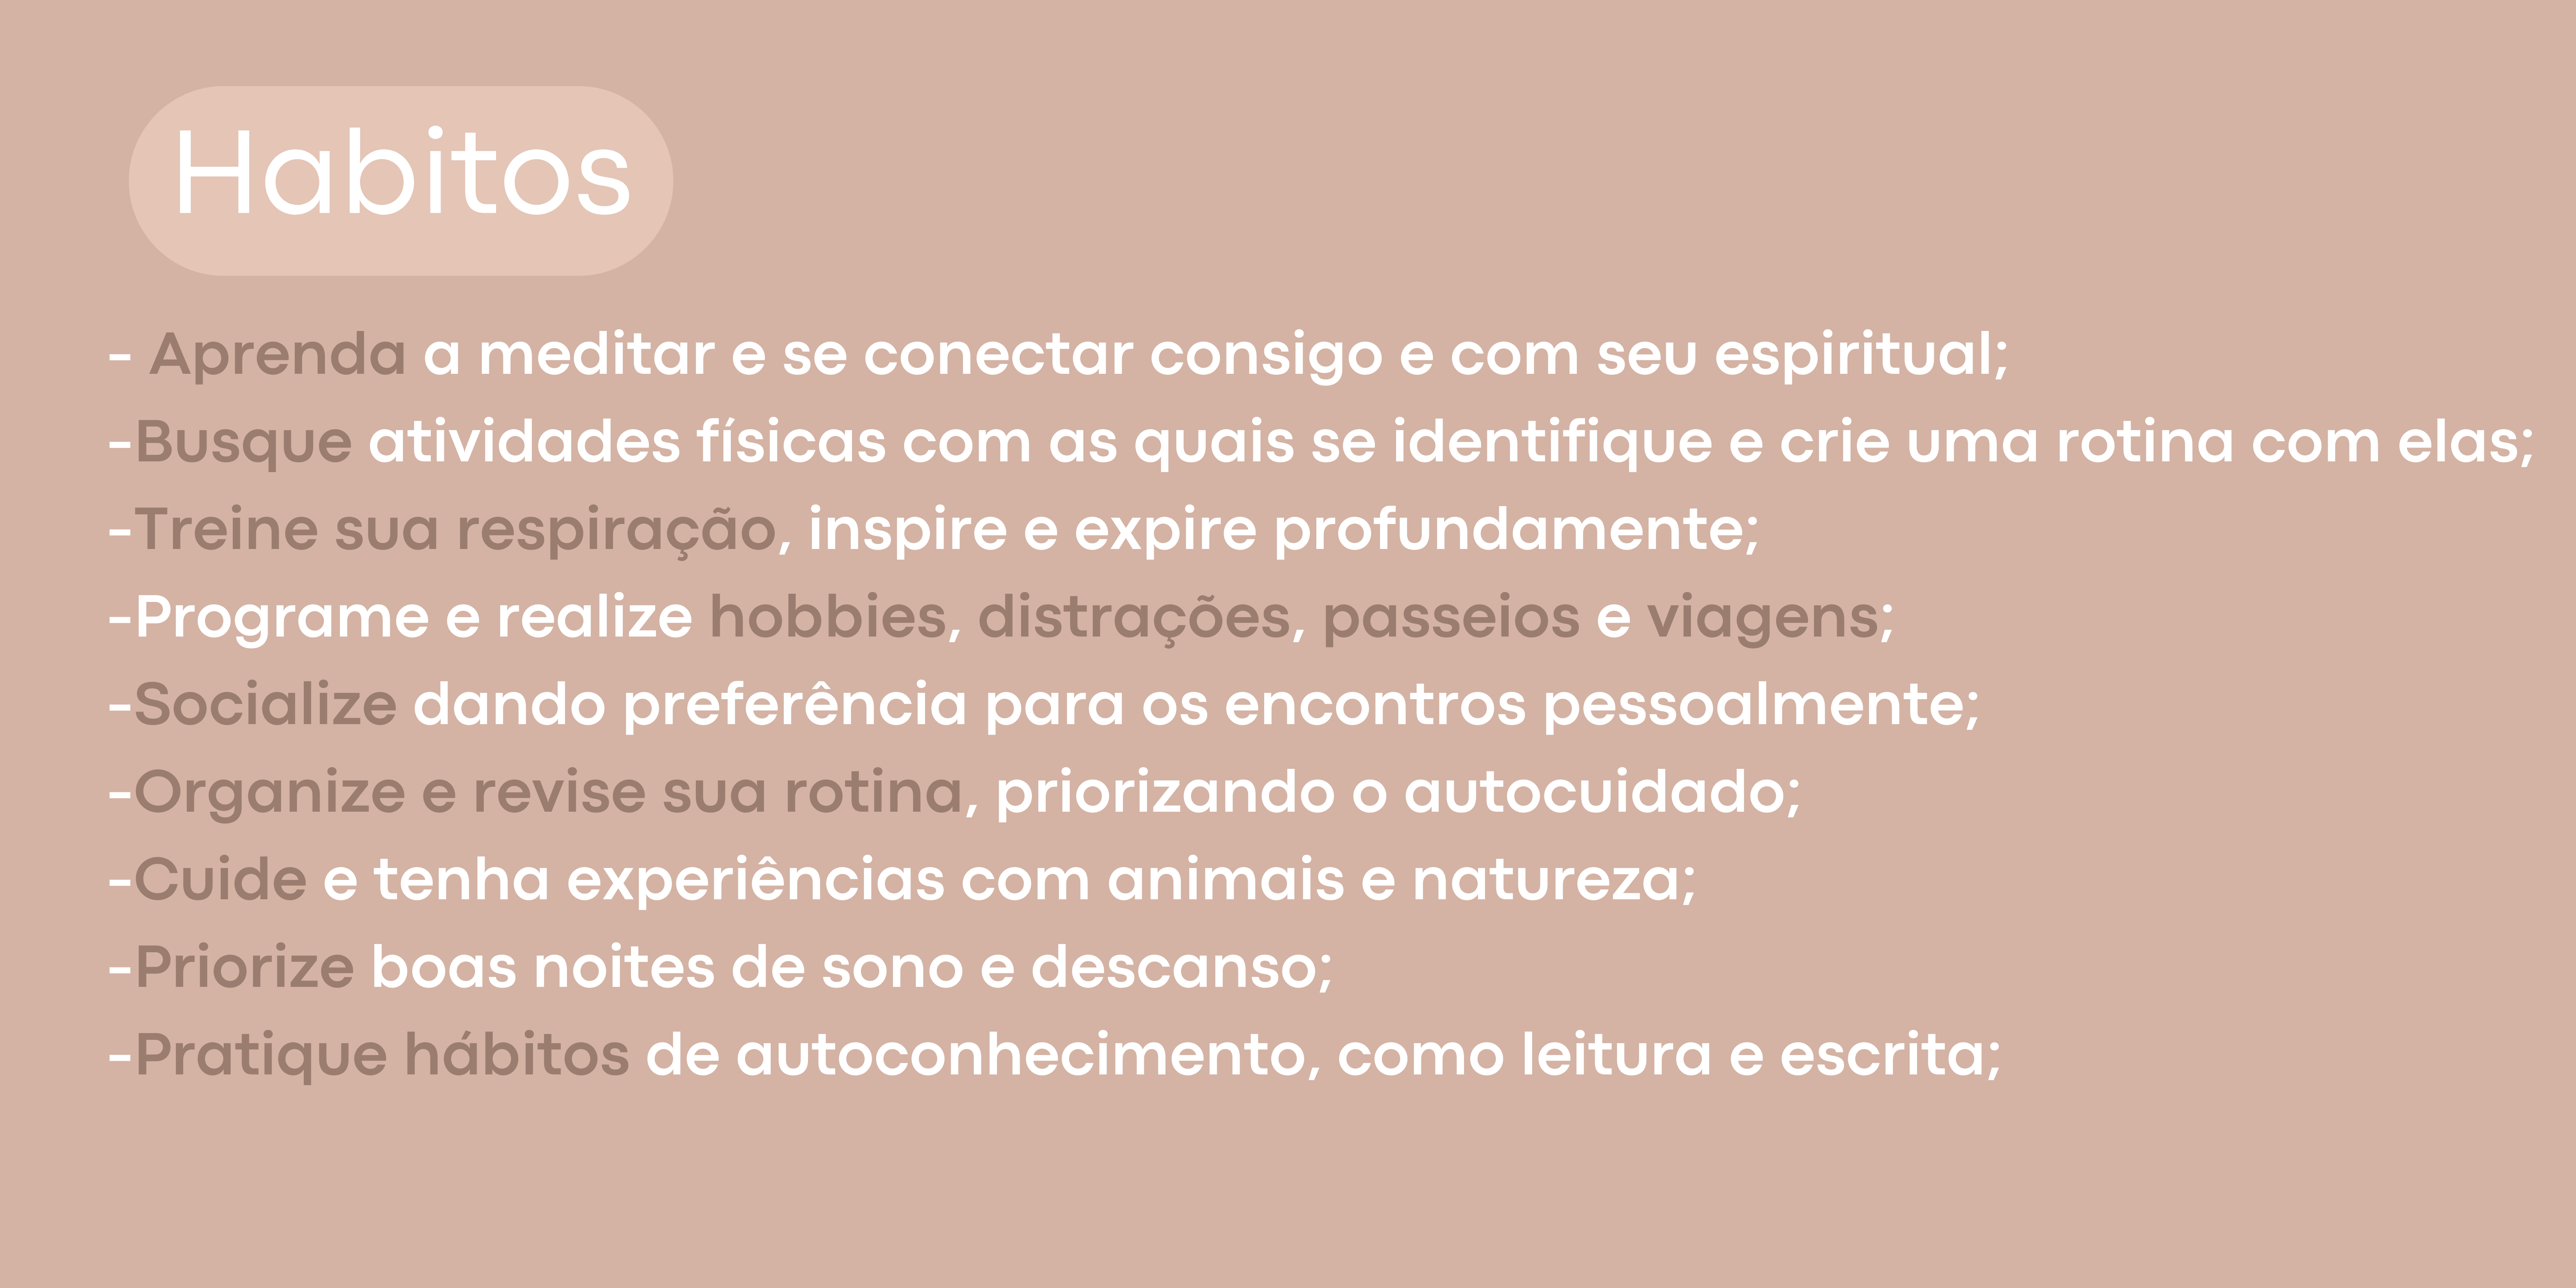 Habitos
- Aprenda a meditar e se conectar consigo e com seu espiritual;
-Busque atividades físicas com as quais se identifique e crie uma rotina com elas;
-Treine sua respiração, inspire e expire profundamente;
-Programe e realize hobbies, distrações, passeios e viagens;
-Socialize dando preferência para os encontros pessoalmente;
-Organize e revise sua rotina, priorizando o autocuidado;
-Cuide e tenha experiências com animais e natureza;
-Priorize boas noites de sono e descanso;
-Pratique hábitos de autoconhecimento, como leitura e escrita;